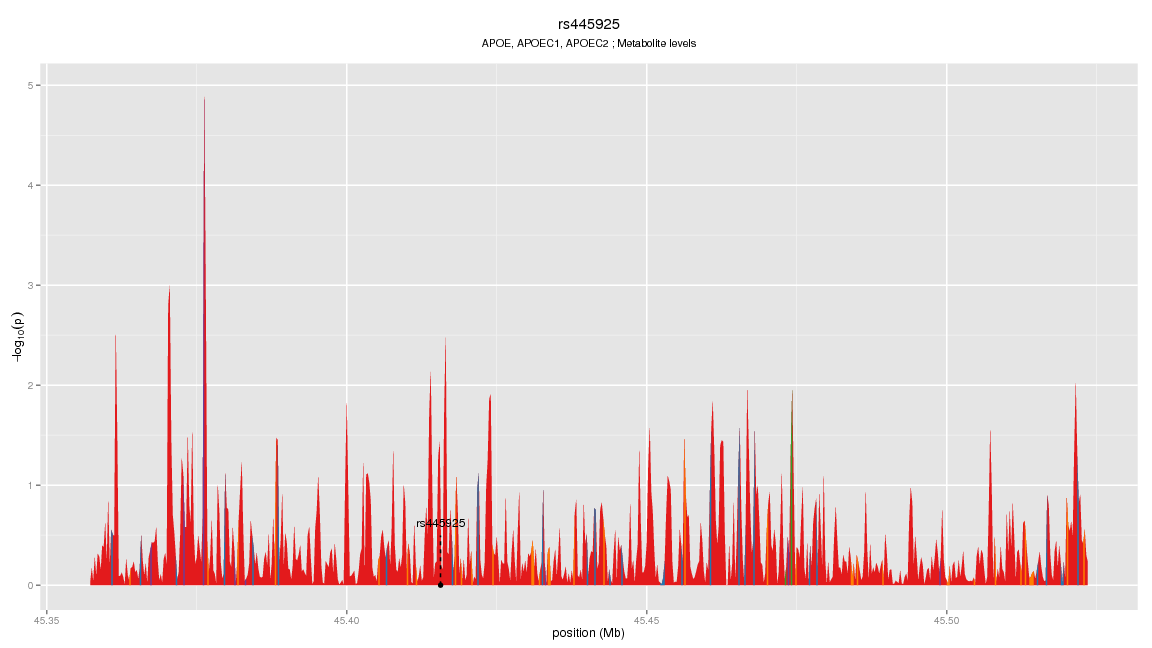 rs445925
APOE, APOEC1, APOEC2 ; Metabolite levels
5
4
3
2
1
0
−log10(p)
rs445925
45.35 45.40 45.45 45.50
position (Mb)